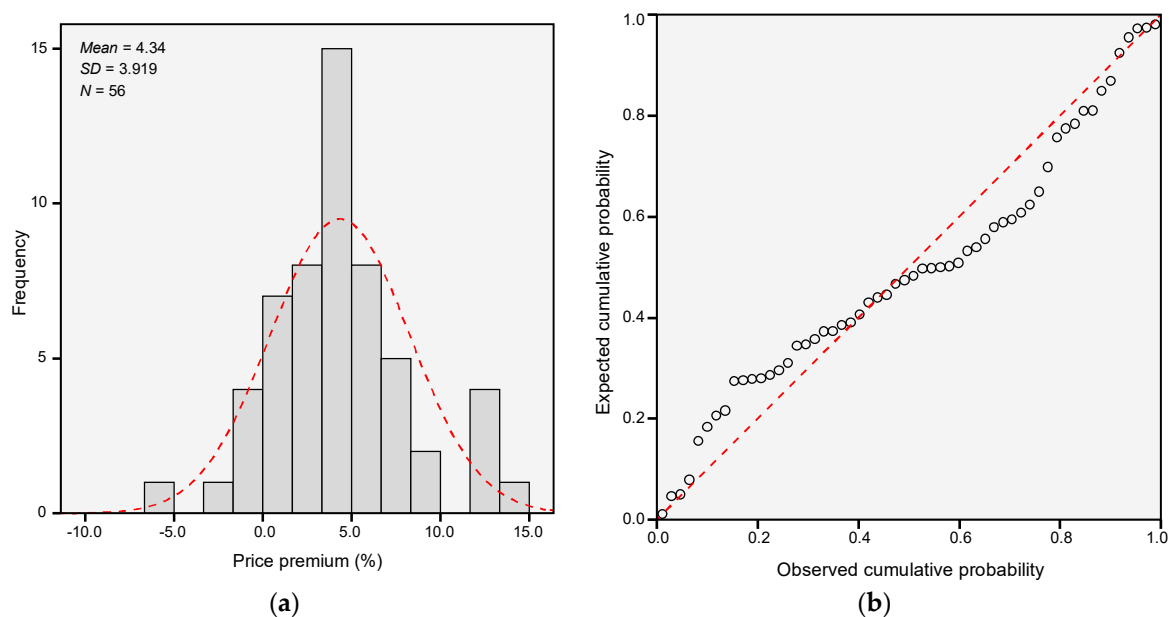 Mean = 4.34
SD = 3.919
N = 56
15
10
5
0
Frequency
-10.0 -5.0 0.0 5.0 10.0 15.0
Price premium (%)
(a)
1.0
0.8
0.6
0.4
0.2
0.0
Expected cumulative probability
0.0 0.2 0.4 0.6 0.8 1.0
Observed cumulative probability
(b)